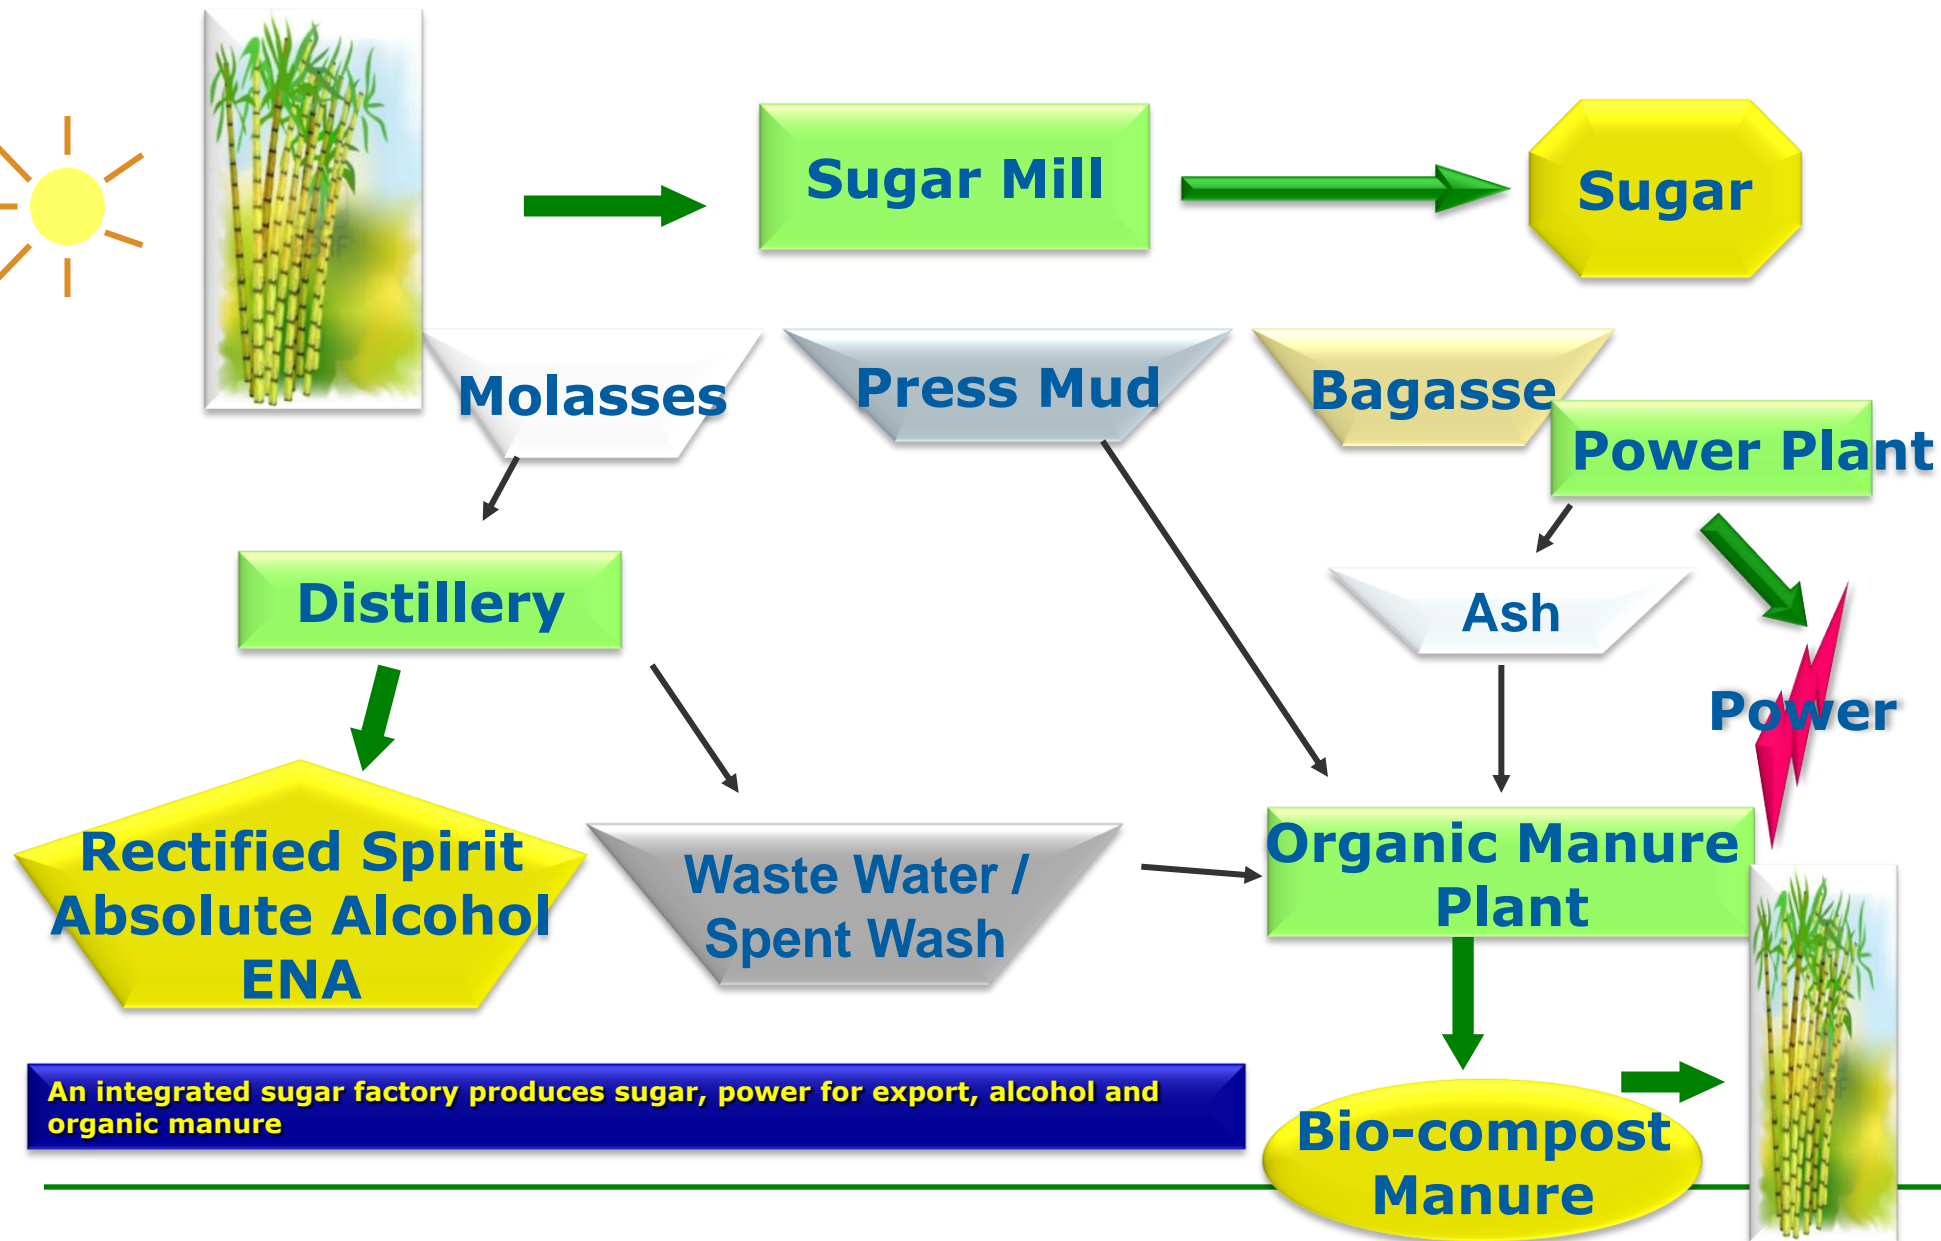 Sugar Mill
Sugar
Molasses
Press Mud
Bagasse
Power Plant
Distillery
Ash
Power
Rectified Spirit
Absolute Alcohol
ENA
Waste Water /
Spent Wash
Organic Manure
Plant
An integrated sugar factory produces sugar, power for export, alcohol and
organic manure
Bio-compost
Manure